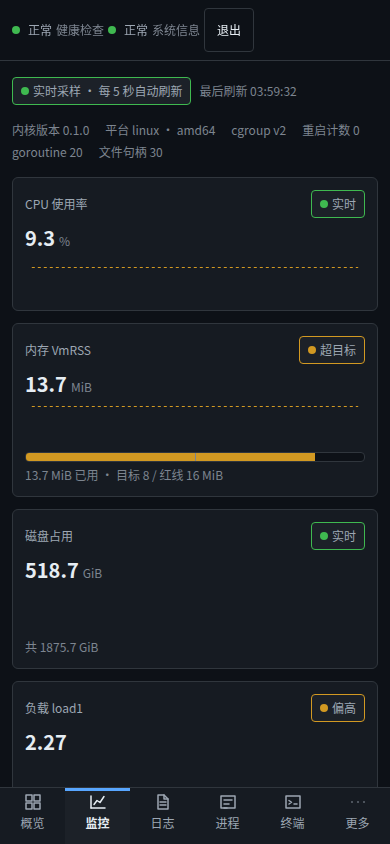 正常 健康检查 正常 系统信息 退出
实时采样 · 每 5 秒自动刷新 最后刷新 03:59:32
内核版本 0.1.0 平台 linux · amd64 cgroup v2 重启计数 0
goroutine 20 文件句柄 30
CPU 使用率 实时
9.3 %
内存 VmRSS 超目标
13.7 MiB
13.7 MiB 已用 · 目标 8 / 红线 16 MiB
磁盘占用 实时
518.7 GiB
共 1875.7 GiB
负载 load1 偏高
2.27
概览 监控 日志 进程 终端 更多